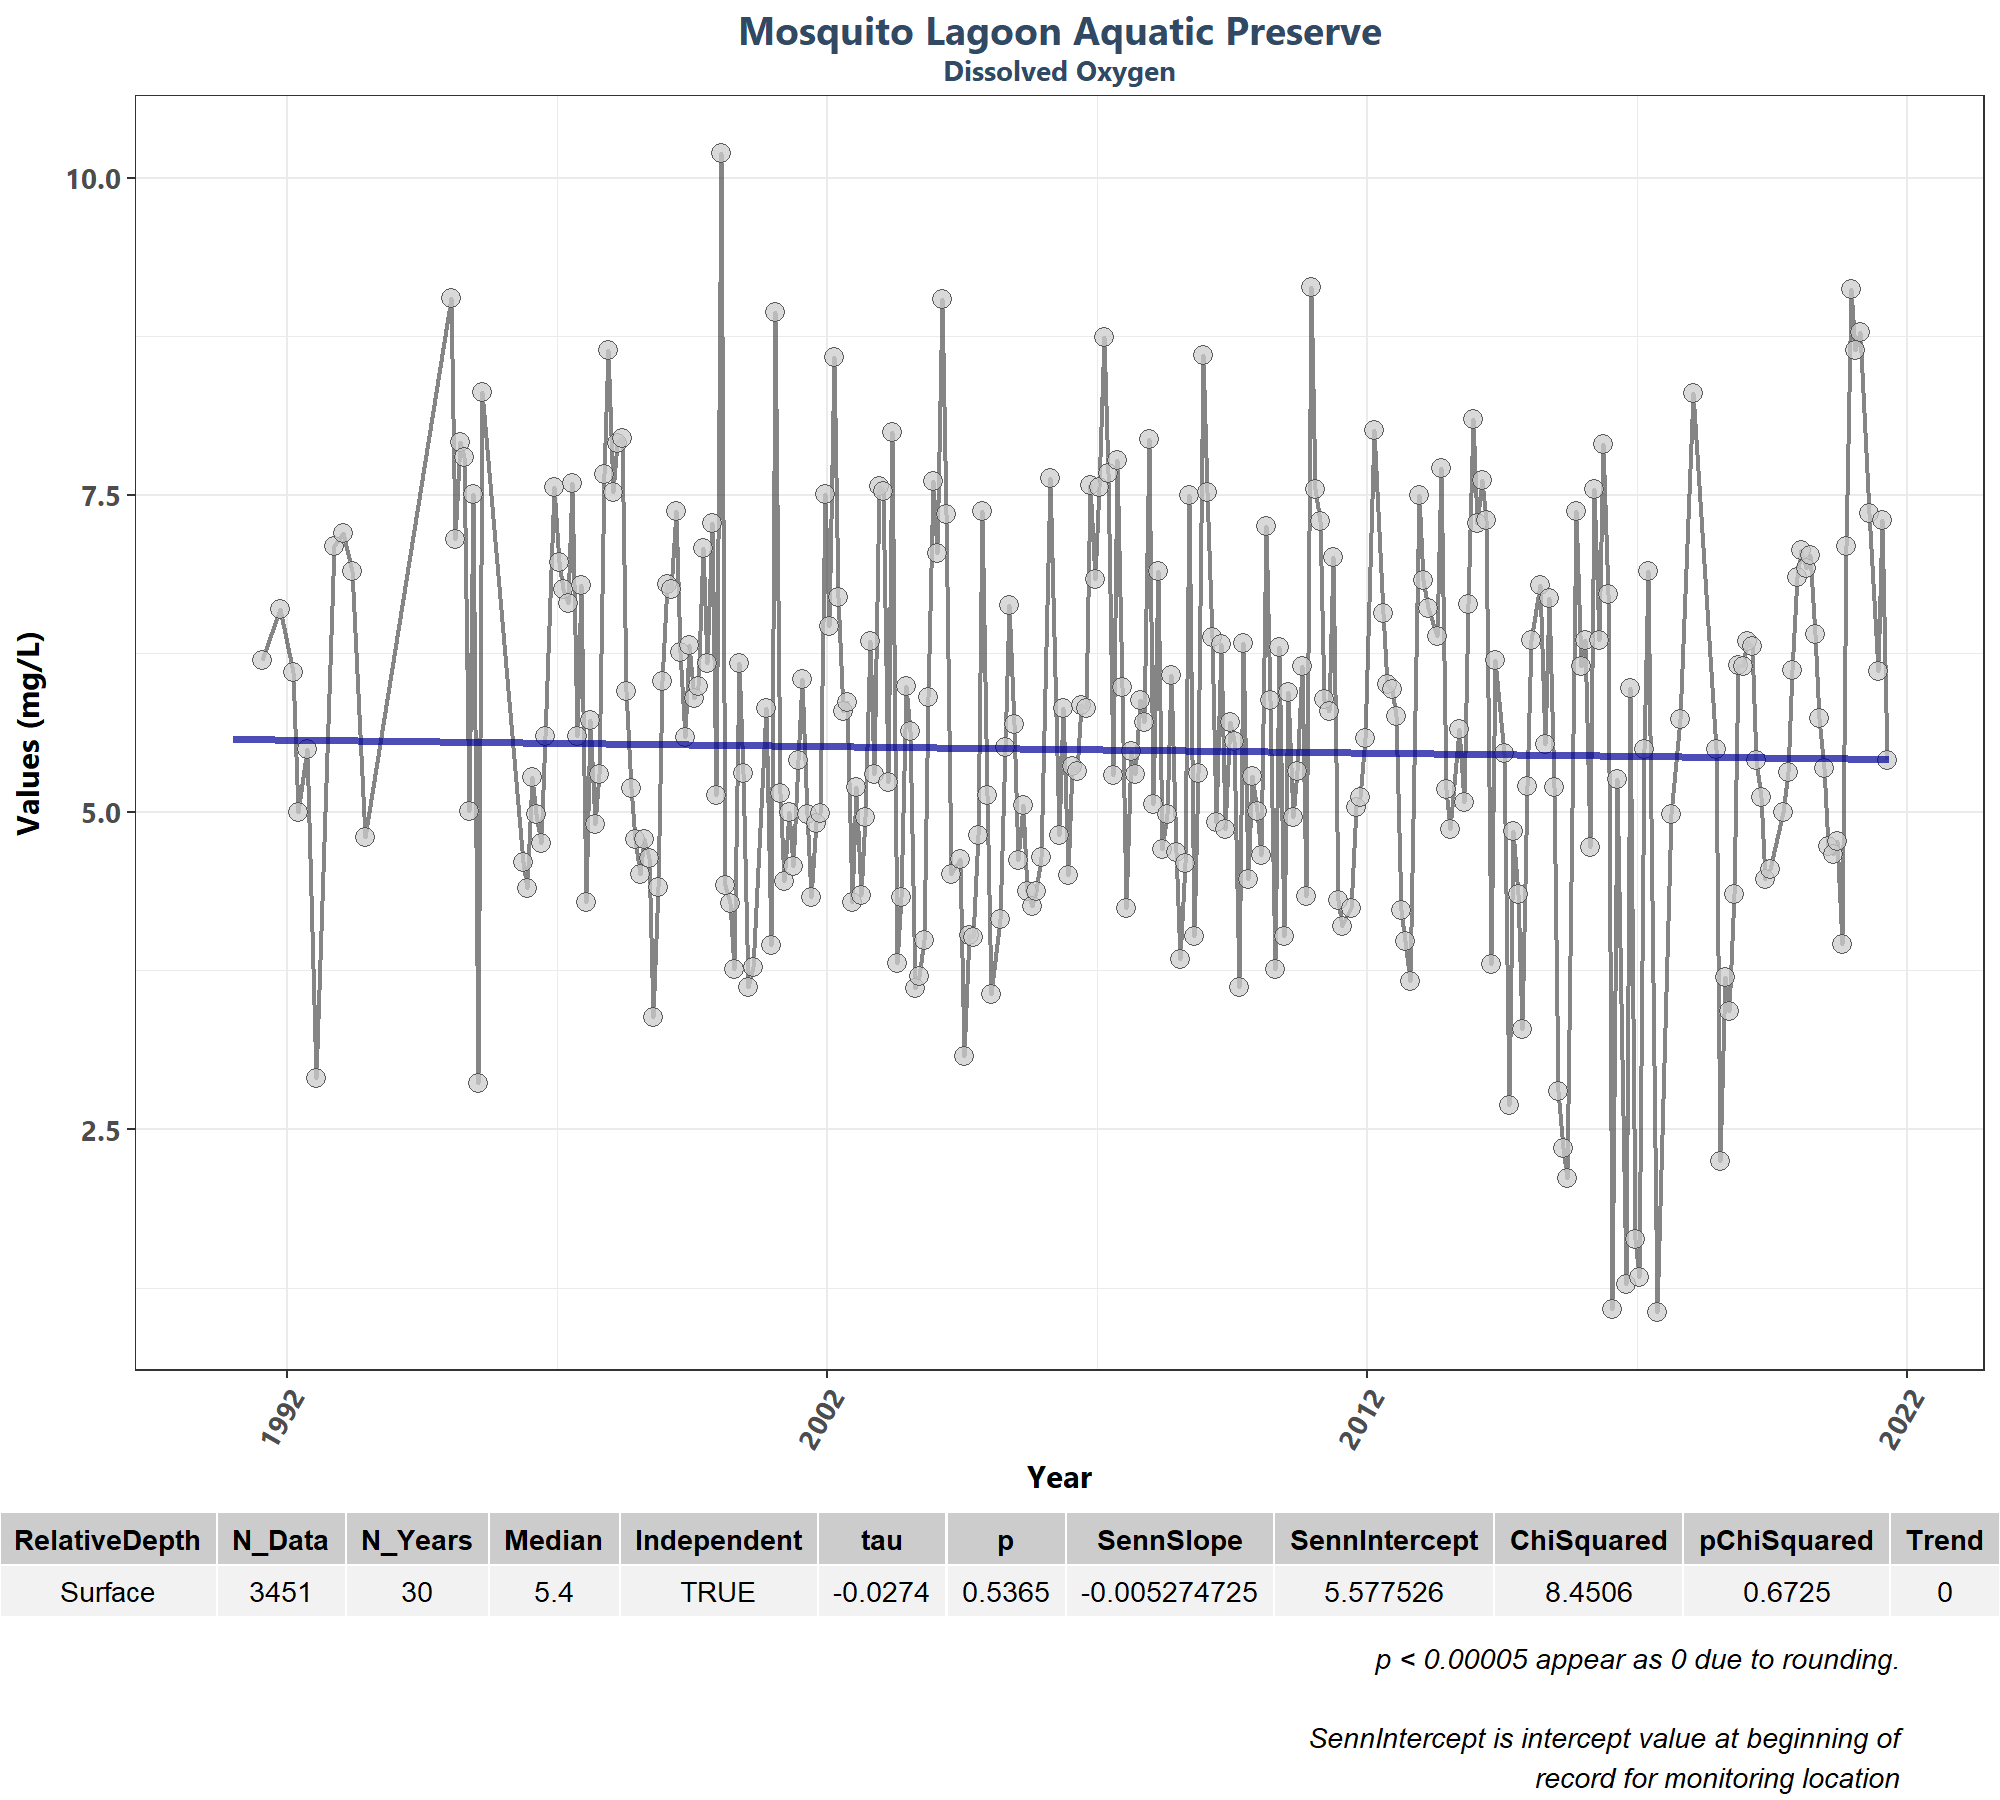 Mosquito Lagoon Aquatic Preserve
Dissolved Oxygen
Values (mg/L)
10.0
7.5
5.0
2.5
1992
2002
2012
2022
Year
RelativeDepth N_Data N_Years Median Independent tau p SennSlope SennIntercept ChiSquared pChiSquared Trend
Surface 3451 30 5.4 TRUE -0.0274 0.5365 -0.005274725 5.577526 8.4506 0.6725 0
p < 0.00005 appear as 0 due to rounding.
SennIntercept is intercept value at beginning of
record for monitoring location